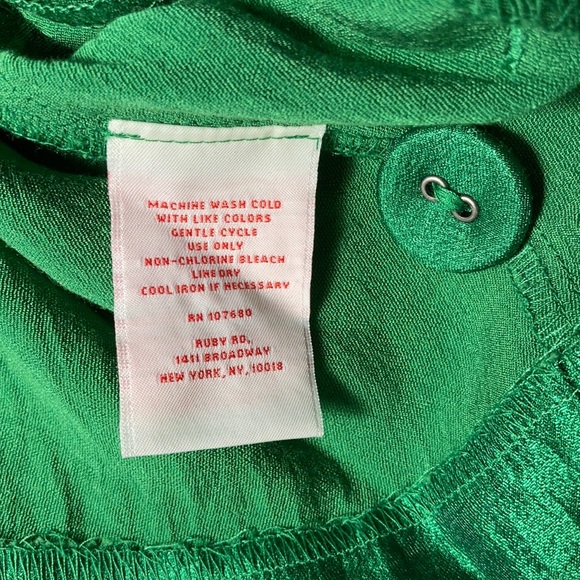 MACHINE WASH COLD
WITH LIKE COLORS
GENTLE CYCLE
USE ONLY
NON-CHLORINE BLEACH
LINE DRY
COOL IRON IF NECESSARY
RN 107680
RUBY RD.
1411 BROADWAY
NEW YORK, NY, 10018